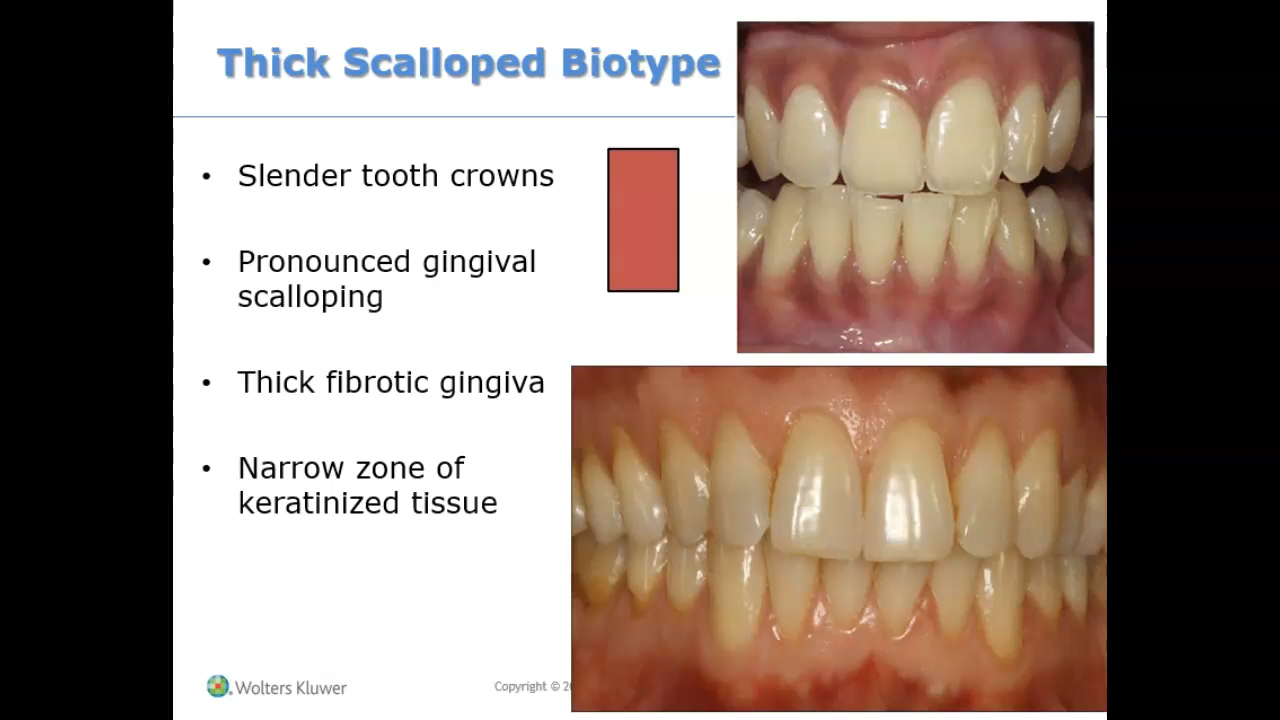 Thick Scalloped Biotype
• Slender tooth crowns
• Pronounced gingival
scalloping
• Thick fibrotic gingiva
• Narrow zone of
keratinized tissue
Wolters Kluwer
Copyright ©